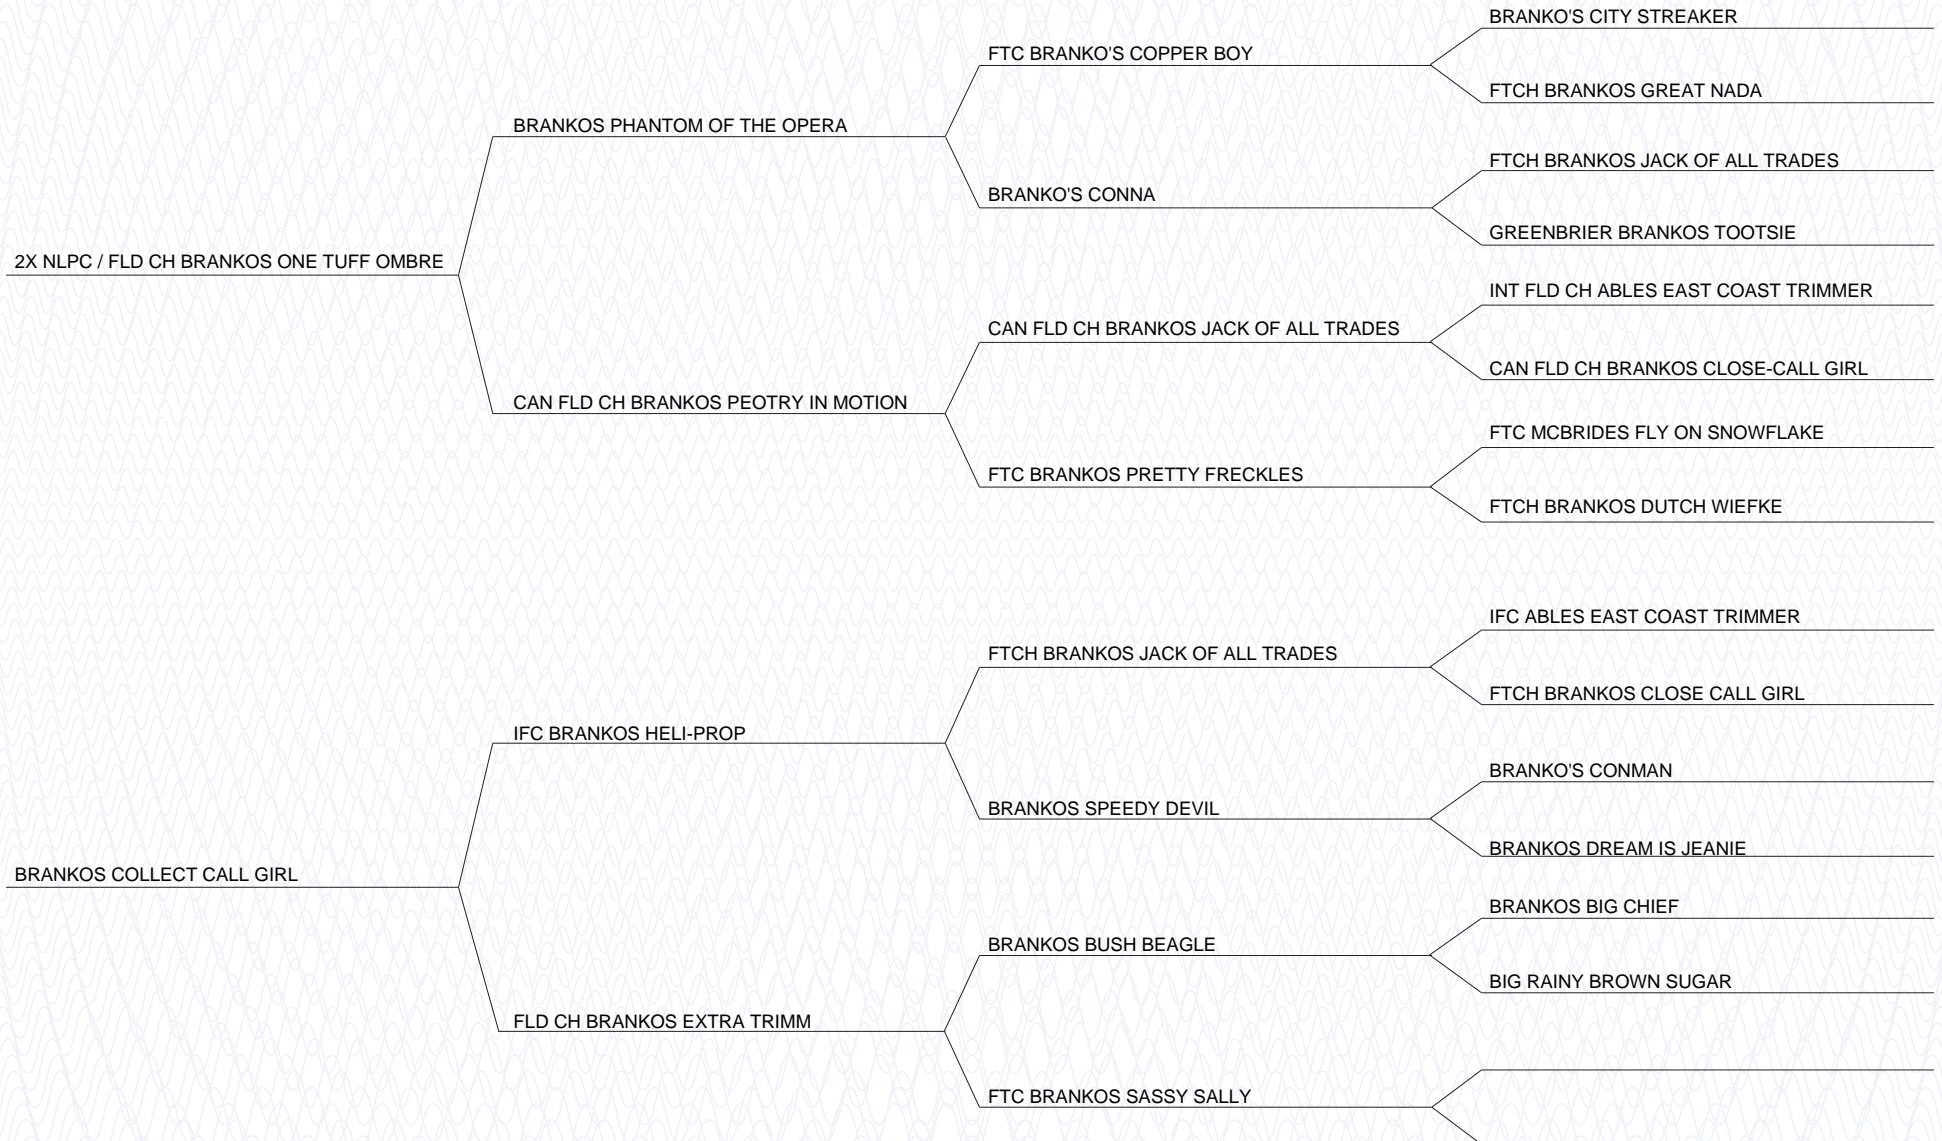 BRANKO'S CITY STREAKER
FTC BRANKO'S COPPER BOY
FTCH BRANKOS GREAT NADA
BRANKOS PHANTOM OF THE OPERA
FTCH BRANKOS JACK OF ALL TRADES
BRANKO'S CONNA
GREENBRIER BRANKOS TOOTSIE
2X NLPC / FLD CH BRANKOS ONE TUFF OMBRE
INT FLD CH ABLES EAST COAST TRIMMER
CAN FLD CH BRANKOS JACK OF ALL TRADES
CAN FLD CH BRANKOS CLOSE-CALL GIRL
CAN FLD CH BRANKOS PEOTRY IN MOTION
FTC MCBRIDES FLY ON SNOWFLAKE
FTC BRANKOS PRETTY FRECKLES
FTCH BRANKOS DUTCH WIEFKE
IFC ABLES EAST COAST TRIMMER
FTCH BRANKOS JACK OF ALL TRADES
FTCH BRANKOS CLOSE CALL GIRL
IFC BRANKOS HELI-PROP
BRANKO'S CONMAN
BRANKOS SPEEDY DEVIL
BRANKOS DREAM IS JEANIE
BRANKOS COLLECT CALL GIRL
BRANKOS BIG CHIEF
BRANKOS BUSH BEAGLE
BIG RAINY BROWN SUGAR
FLD CH BRANKOS EXTRA TRIMM
FTC BRANKOS SASSY SALLY